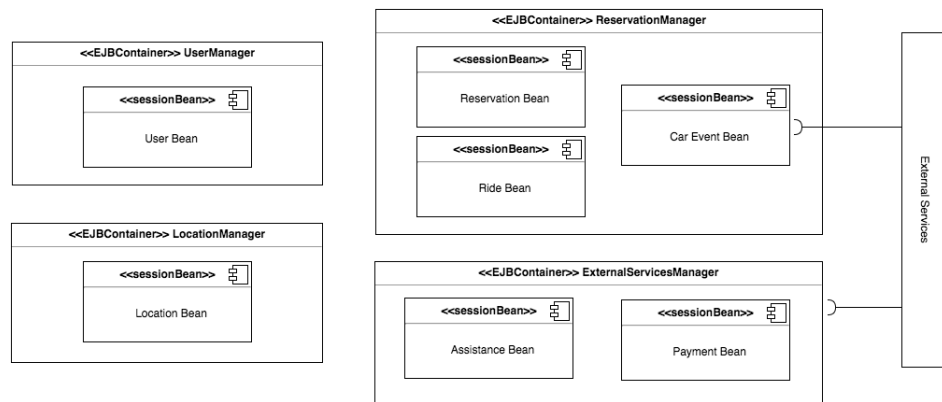 <<EJBContainer>> UserManager
<<sessionBean>>
User Bean
<<EJBContainer>> LocationManager
<<sessionBean>>
Location Bean
<<EJBContainer>> ReservationManager
<<sessionBean>>
Reservation Bean
<<sessionBean>>
Ride Bean
<<sessionBean>>
Car Event Bean
<<EJBContainer>> ExternalServicesManager
<<sessionBean>>
Assistance Bean
<<sessionBean>>
Payment Bean
External Services